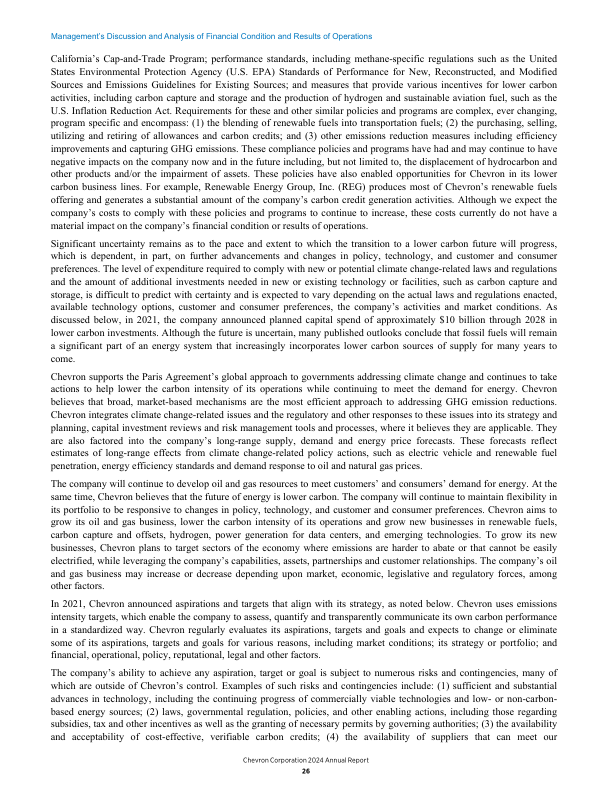 Management's Discussion and Analysis of Financial Condition and Results of Operations
California's Cap-and-Trade Program; performance standards, including methane-specific regulations such as the United
States Environmental Protection Agency (U.S. EPA) Standards of Performance for New, Reconstructed, and Modified
Sources and Emissions Guidelines for Existing Sources; and measures that provide various incentives for lower carbon
activities, including carbon capture and storage and the production of hydrogen and sustainable aviation fuel, such as the
U.S. Inflation Reduction Act. Requirements for these and other similar policies and programs are complex, ever changing,
program specific and encompass: (1) the blending of renewable fuels into transportation fuels; (2) the purchasing, selling,
utilizing and retiring of allowances and carbon credits; and (3) other emissions reduction measures including efficiency
improvements and capturing GHG emissions. These compliance policies and programs have had and may continue to have
negative impacts on the company now and in the future including, but not limited to, the displacement of hydrocarbon and
other products and/or the impairment of assets. These policies have also enabled opportunities for Chevron in its lower
carbon business lines. For example, Renewable Energy Group, Inc. (REG) produces most of Chevron's renewable fuels
offering and generates a substantial amount of the company's carbon credit generation activities. Although we expect the
company's costs to comply with these policies and programs to continue to increase, these costs currently do not have a
material impact on the company's financial condition or results of operations.
Significant uncertainty remains as to the pace and extent to which the transition to a lower carbon future will progress,
which is dependent, in part, on further advancements and changes in policy, technology, and customer and consumer
preferences. The level of expenditure required to comply with new or potential climate change-related laws and regulations
and the amount of additional investments needed in new or existing technology or facilities, such as carbon capture and
storage, is difficult to predict with certainty and is expected to vary depending on the actual laws and regulations enacted,
available technology options, customer and consumer preferences, the company's activities and market conditions. As
discussed below, in 2021, the company announced planned capital spend of approximately $10 billion through 2028 in
lower carbon investments. Although the future is uncertain, many published outlooks conclude that fossil fuels will remain
a significant part of an energy system that increasingly incorporates lower carbon sources of supply for many years to
come.
Chevron supports the Paris Agreement's global approach to governments addressing climate change and continues to take
actions to help lower the carbon intensity of its operations while continuing to meet the demand for energy. Chevron
believes that broad, market-based mechanisms are the most efficient approach to addressing GHG emission reductions.
Chevron integrates climate change-related issues and the regulatory and other responses to these issues into its strategy and
planning, capital investment reviews and risk management tools and processes, where it believes they are applicable. They
are also factored into the company's long-range supply, demand and energy price forecasts. These forecasts reflect
estimates of long-range effects from climate change-related policy actions, such as electric vehicle and renewable fuel
penetration, energy efficiency standards and demand response to oil and natural gas prices.
The company will continue to develop oil and gas resources to meet customers' and consumers' demand for energy. At the
same time, Chevron believes that the future of energy is lower carbon. The company will continue to maintain flexibility in
its portfolio to be responsive to changes in policy, technology, and customer and consumer preferences. Chevron aims to
grow its oil and gas business, lower the carbon intensity of its operations and grow new businesses in renewable fuels,
carbon capture and offsets, hydrogen, power generation for data centers, and emerging technologies. To grow its new
businesses, Chevron plans to target sectors of the economy where emissions are harder to abate or that cannot be easily
electrified, while leveraging the company's capabilities, assets, partnerships and customer relationships. The company's oil
and gas business may increase or decrease depending upon market, economic, legislative and regulatory forces, among
other factors.
In 2021, Chevron announced aspirations and targets that align with its strategy, as noted below. Chevron uses emissions
intensity targets, which enable the company to assess, quantify and transparently communicate its own carbon performance
in a standardized way. Chevron regularly evaluates its aspirations, targets and goals and expects to change or eliminate
some of its aspirations, targets and goals for various reasons, including market conditions; its strategy or portfolio; and
financial, operational, policy, reputational, legal and other factors.
The company's ability to achieve any aspiration, target or goal is subject to numerous risks and contingencies, many of
which are outside of Chevron's control. Examples of such risks and contingencies include: (1) sufficient and substantial
advances in technology, including the continuing progress of commercially viable technologies and low- or non-carbon-
based energy sources; (2) laws, governmental regulation, policies, and other enabling actions, including those regarding
subsidies, tax and other incentives as well as the granting of necessary permits by governing authorities; (3) the availability
and acceptability of cost-effective, verifiable carbon credits; (4) the availability of suppliers that can meet our
Chevron Corporation 2024 Annual Report
26